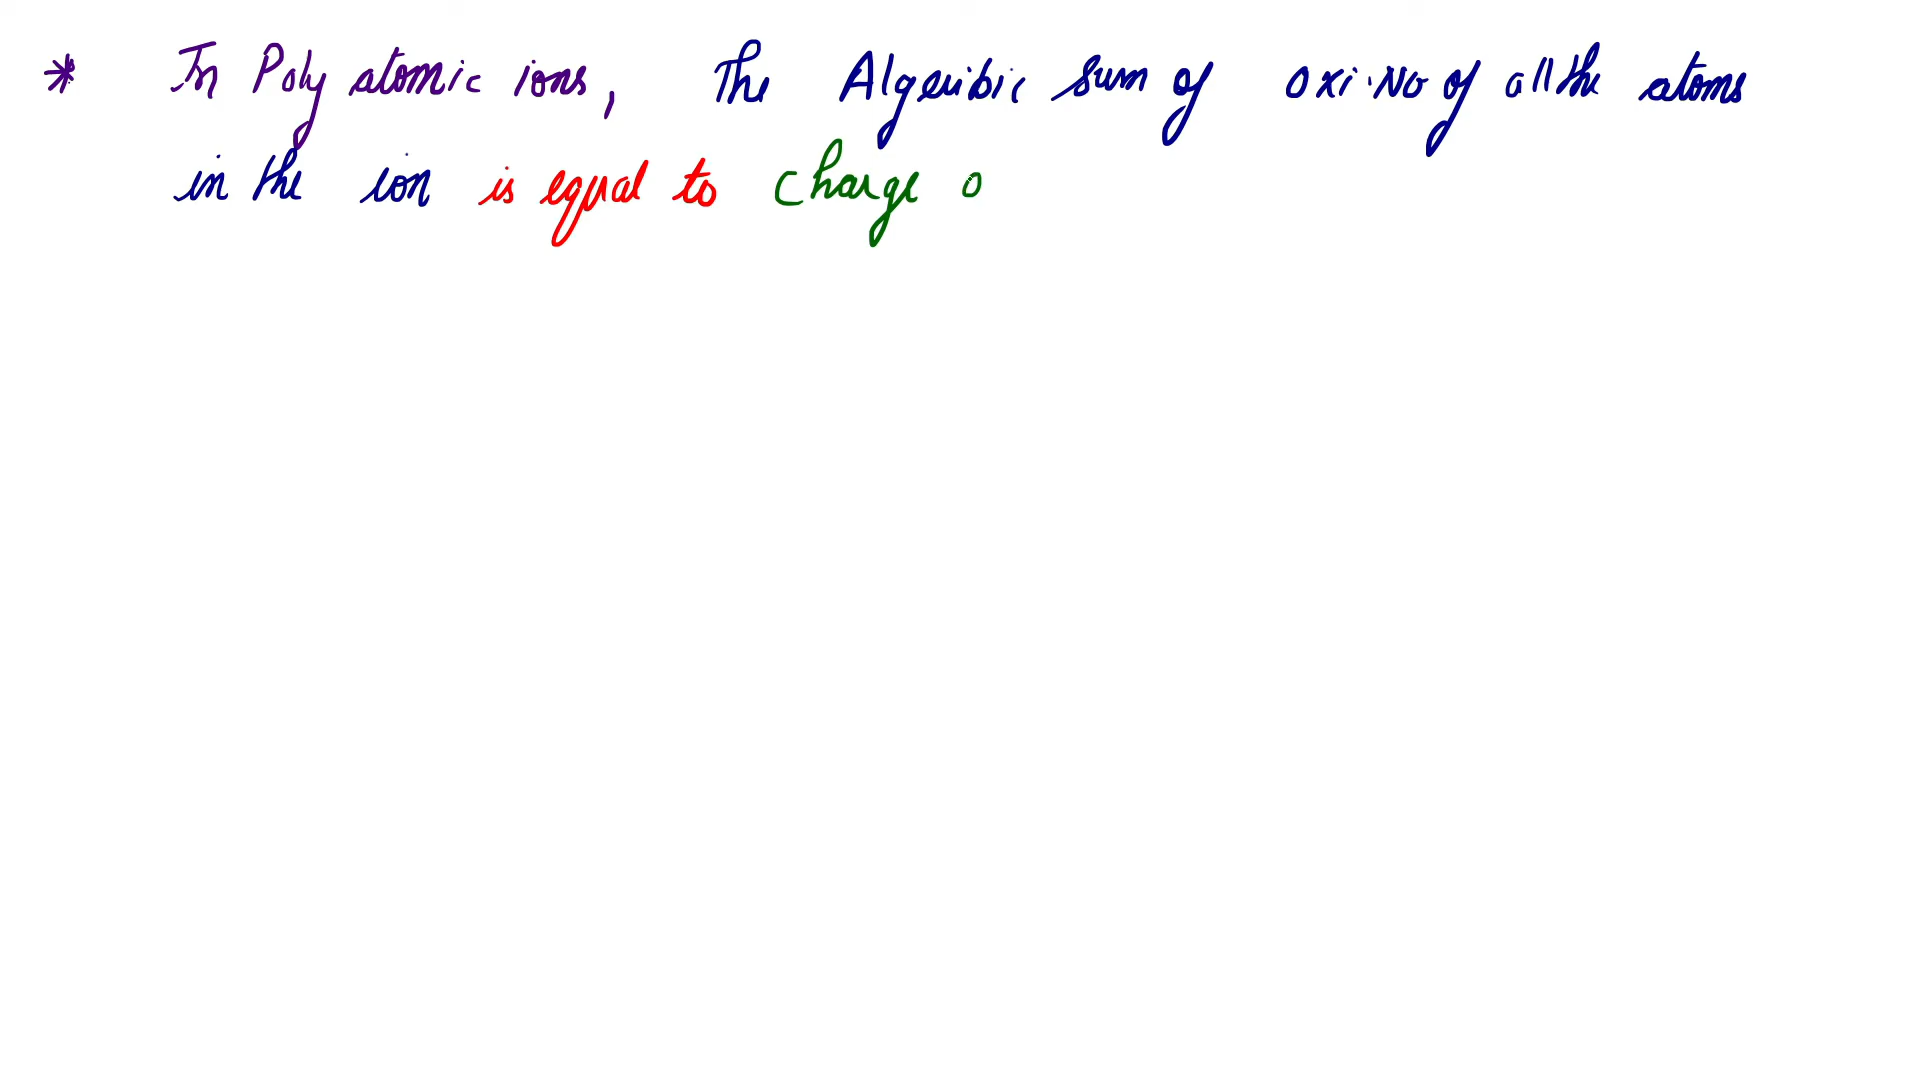 * In Poly atomic ions, The Algeribic sum of oxi.No of all the atoms
in the ion is equal to charge o